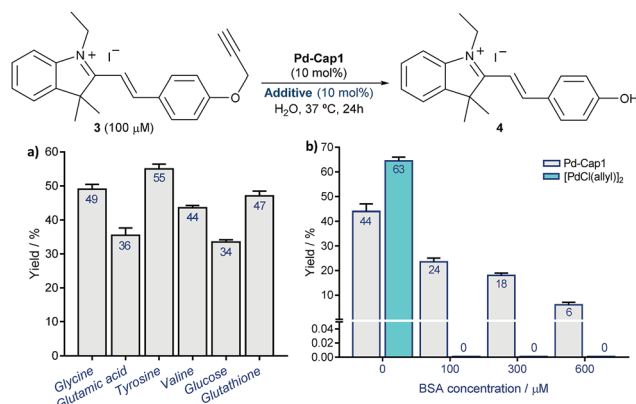 N
+
I⁻
O
3 (100 μM)
Pd-Cap1
(10 mol%)
Additive (10 mol%)
H₂O, 37 ºC, 24h
N
+
I⁻
OH
4
a)
Yield / %
60
50
40
30
20
10
0
49
36
55
44
34
47
Glycine
Glutamic acid
Tyrosine
Valine
Glucose
Glutathione
b)
Yield / %
70
60
50
40
30
20
10
0.04
0.02
0.00
Pd-Cap1
[PdCl(allyl)]₂
44
63
24
0
18
0
6
0
0
100
300
600
BSA concentration / μM